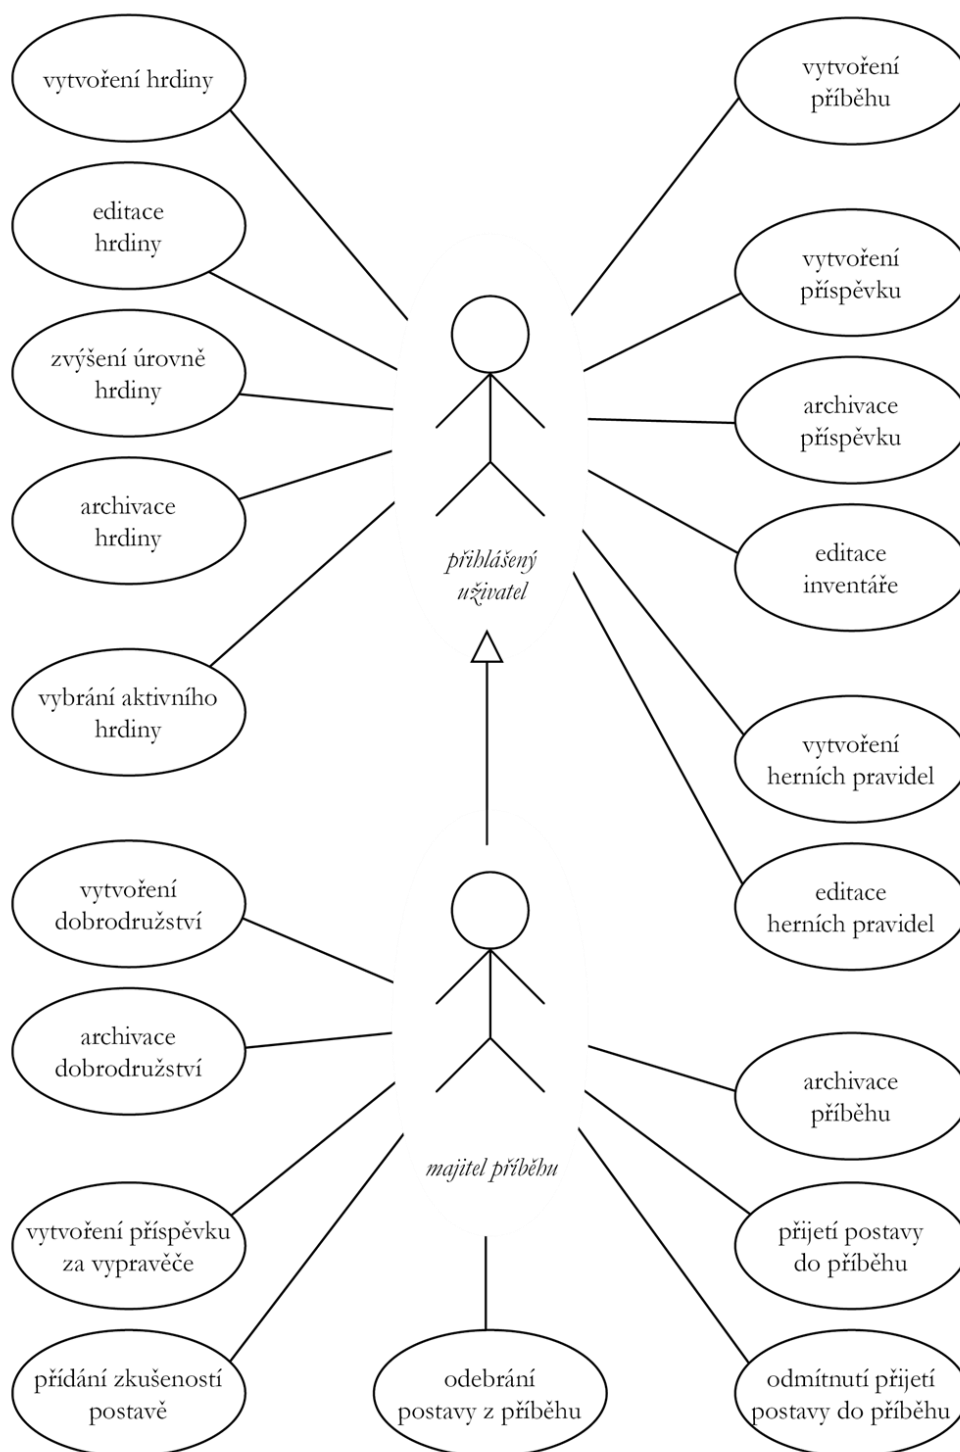 vytvoření hrdiny
vytvoření
příběhu
editace
hrdiny
vytvoření
příspěvku
zvýšení úrovně
hrdiny
archivace
příspěvku
archivace
hrdiny
editace
inventáře
přihlášený
uživatel
vybrání aktivního
hrdiny
vytvoření
herních pravidel
vytvoření
dobrodružství
editace
herních pravidel
archivace
dobrodružství
archivace
příběhu
majitel příběhu
vytvoření příspěvku
za vypravěče
přijetí postavy
do příběhu
přídání zkušeností
postavě
odebrání
postavy z příběhu
odmítnutí přijetí
postavy do příběhu